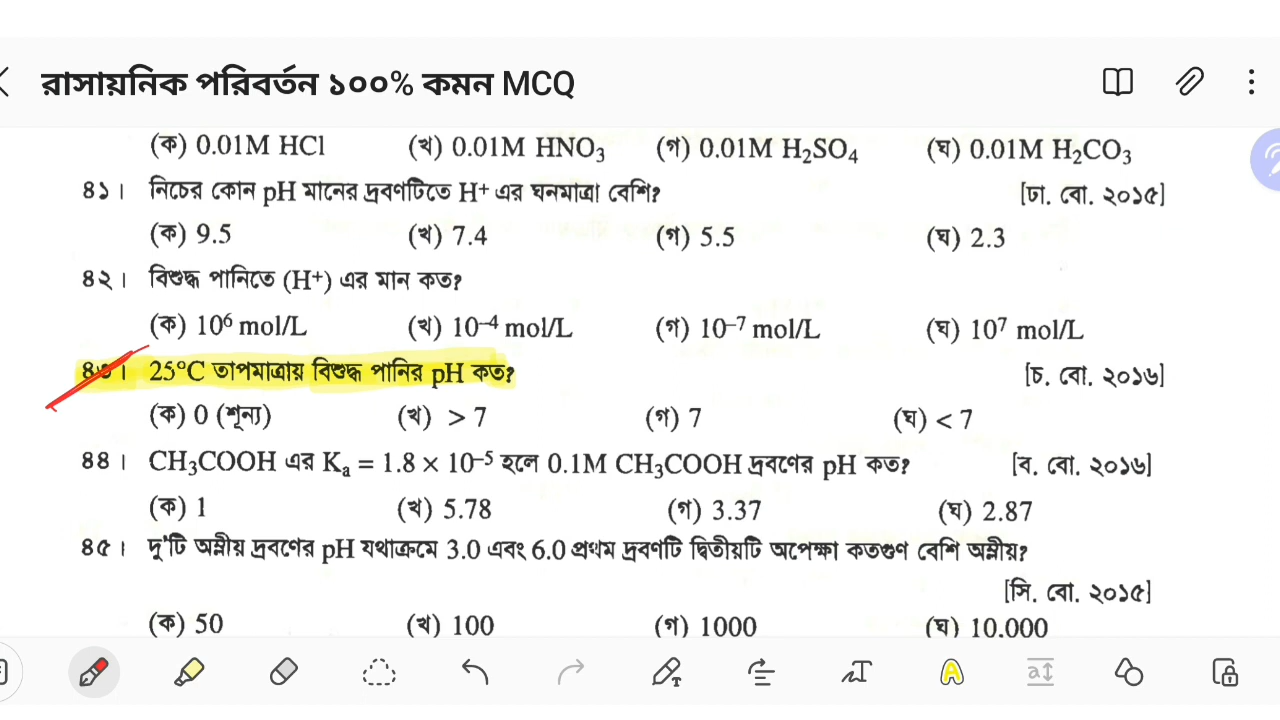 রাসায়নিক পরিবর্তন ১০০% কমন MCQ
(ক) 0.01M HCl (খ) 0.01M HNO₃ (গ) 0.01M H₂SO₄ (ঘ) 0.01M H₂CO₃
৪১। নিচের কোন pH মানের দ্রবণটিতে H⁺ এর ঘনমাত্রা বেশি? [ঢা. বো. ২০১৫]
(ক) 9.5 (খ) 7.4 (গ) 5.5 (ঘ) 2.3
৪২। বিশুদ্ধ পানিতে (H⁺) এর মান কত?
(ক) 10⁶ mol/L (খ) 10⁻⁴ mol/L (গ) 10⁻⁷ mol/L (ঘ) 10⁷ mol/L
৪৩। 25°C তাপমাত্রায় বিশুদ্ধ পানির pH কত? [চ. বো. ২০১৬]
(ক) 0 (শূন্য) (খ) > 7 (গ) 7 (ঘ) < 7
৪৪। CH₃COOH এর Kₐ = 1.8 × 10⁻⁵ হলে 0.1M CH₃COOH দ্রবণের pH কত? [ব. বো. ২০১৬]
(ক) 1 (খ) 5.78 (গ) 3.37 (ঘ) 2.87
৪৫। দু'টি অম্লীয় দ্রবণের pH যথাক্রমে 3.0 এবং 6.0 প্রথম দ্রবণটি দ্বিতীয়টি অপেক্ষা কতগুণ বেশি অম্লীয়?
[সি. বো. ২০১৫]
(ক) 50 (খ) 100 (গ) 1000 (ঘ) 10,000